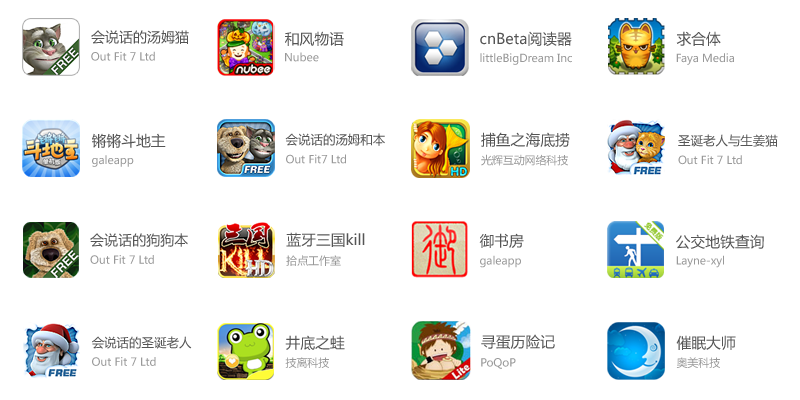 FREE
会说话的汤姆猫
Out Fit 7 Ltd
nubee
和风物语
Nubee
cnBeta阅读器
littleBigDream Inc
求合体
Faya Media
斗地主
锵锵斗地主
galeapp
FREE
会说话的汤姆和本
Out Fit7 Ltd
HD
捕鱼之海底捞
光辉互动网络科技
FREE
圣诞老人与生姜猫
Out Fit 7 Ltd
FREE
会说话的狗狗本
Out Fit 7 Ltd
三国
KILL HD
蓝牙三国kill
拾点工作室
御
御书房
galeapp
免费版
公交地铁查询
Layne-xyl
FREE
会说话的圣诞老人
Out Fit 7 Ltd
井底之蛙
技离科技
Lite
寻蛋历险记
PoQoP
催眠大师
奥美科技